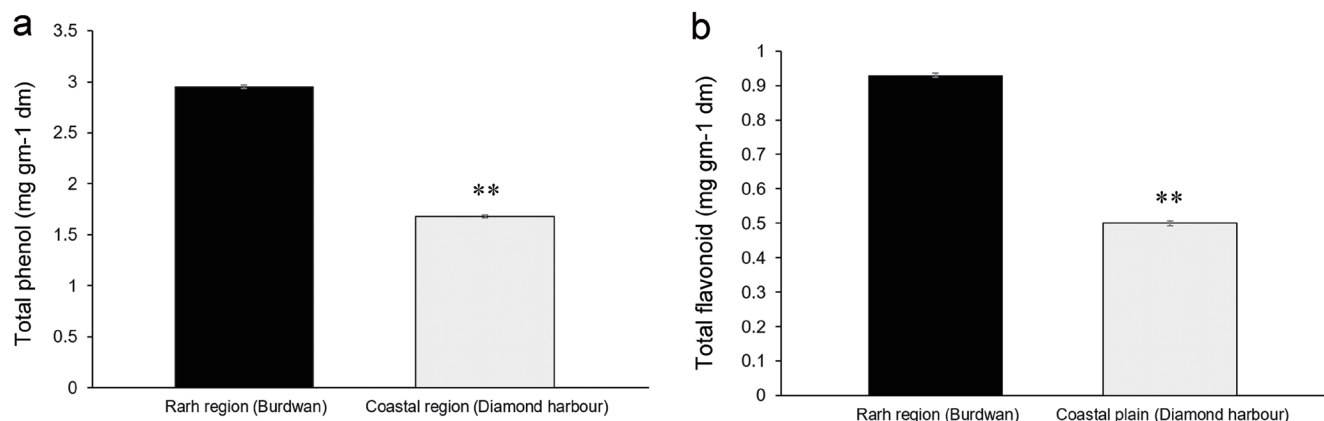 a
Total phenol (mg gm-1 dm)
3.5
3
2.5
2
1.5
1
0.5
0
**
Rarh region (Burdwan)
Coastal region (Diamond harbour)
b
Total flavonoid (mg gm-1 dm)
1
0.9
0.8
0.7
0.6
0.5
0.4
0.3
0.2
0.1
0
**
Rarh region (Burdwan)
Coastal plain (Diamond harbour)